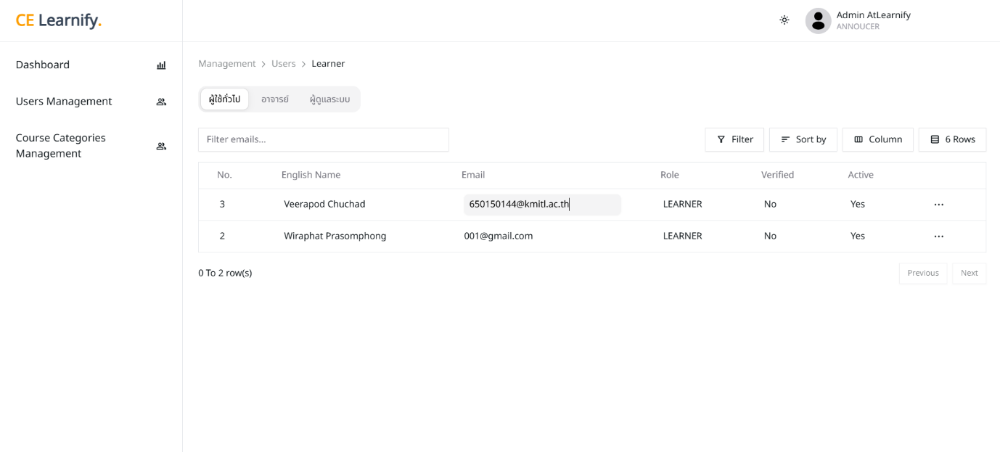 CE Learnify.
Admin AtLearnify
ANNOUCER
Dashboard
Users Management
Course Categories
Management
Management > Users > Learner
ผู้ใช้ทั่วไป อาจารย์ ผู้ดูแลระบบ
Filter emails...
Filter Sort by Column 6 Rows
No. English Name Email Role Verified Active
3 Veerapod Chuchad 650150144@kmitl.ac.th LEARNER No Yes ...
2 Wiraphat Prasomphong 001@gmail.com LEARNER No Yes ...
0 To 2 row(s)
Previous Next